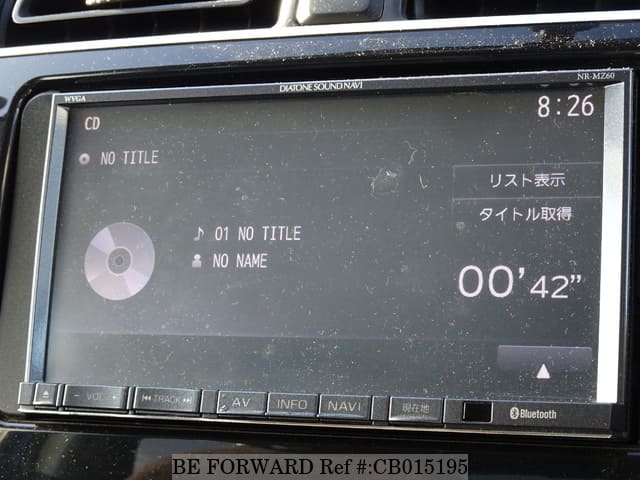 NR-MZ60
WVGA
DIATONE SOUND NAVI
8:26
CD
NO TITLE
リスト表示
タイトル取得
01 NO TITLE
NO NAME
00'42"
- VOL +
TRACK
AV
INFO
NAVI
現在地
Bluetooth
BE FORWARD Ref #:CB015195